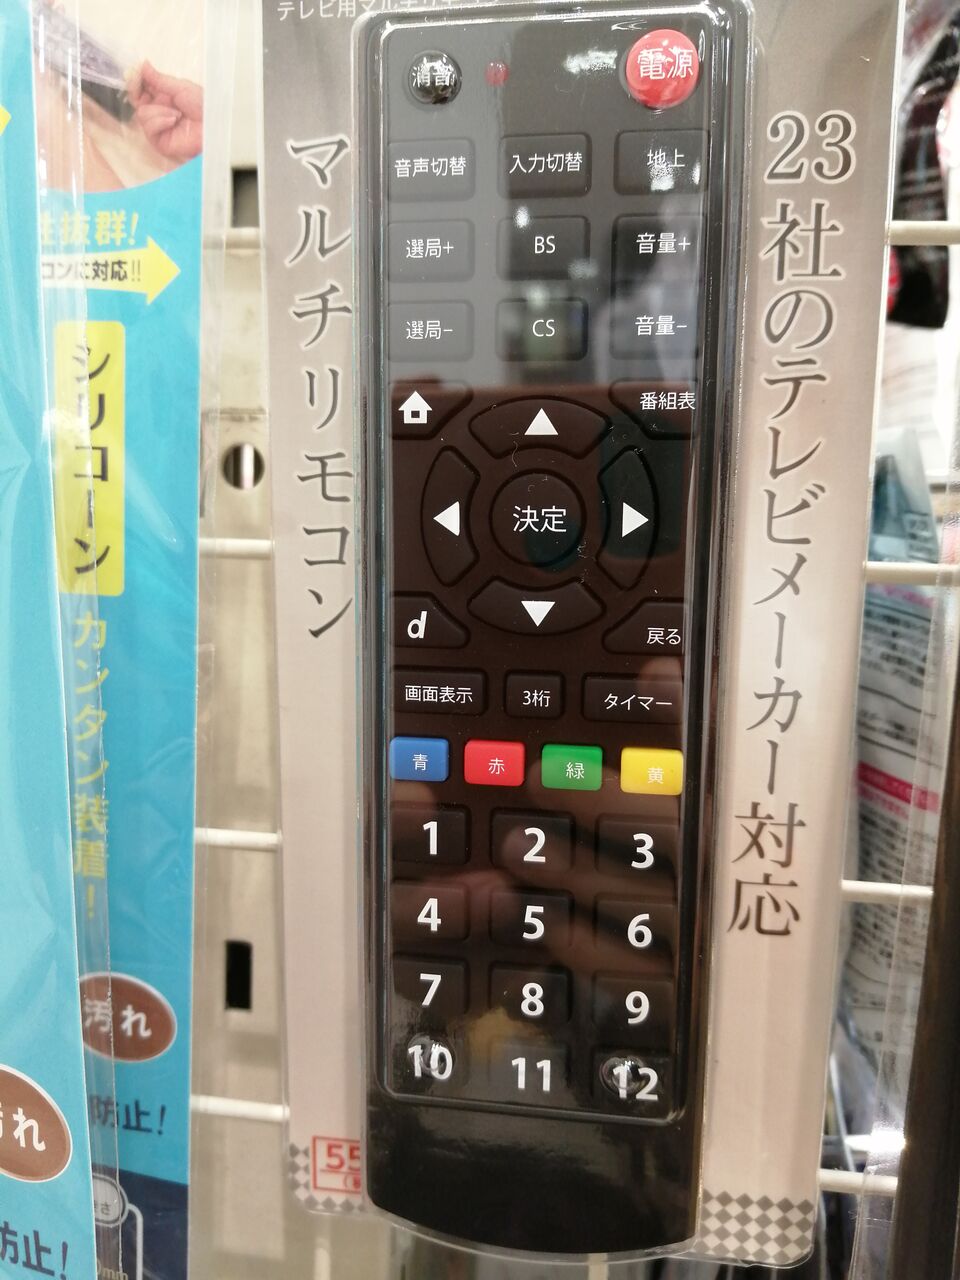 テレビ用マルチリモコン
マルチリモコン
23社のテレビメーカー対応
消音
電源
音声切替
入力切替
地上
選局+
BS
音量+
選局−
CS
音量−
番組表
決定
d
戻る
画面表示
3桁
タイマー
青
赤
緑
黄
1
2
3
4
5
6
7
8
9
10
11
12
55
性抜群!
コンに対応!!
シリコーン
カンタン装着!
汚れ
防止!
汚れ
防止!